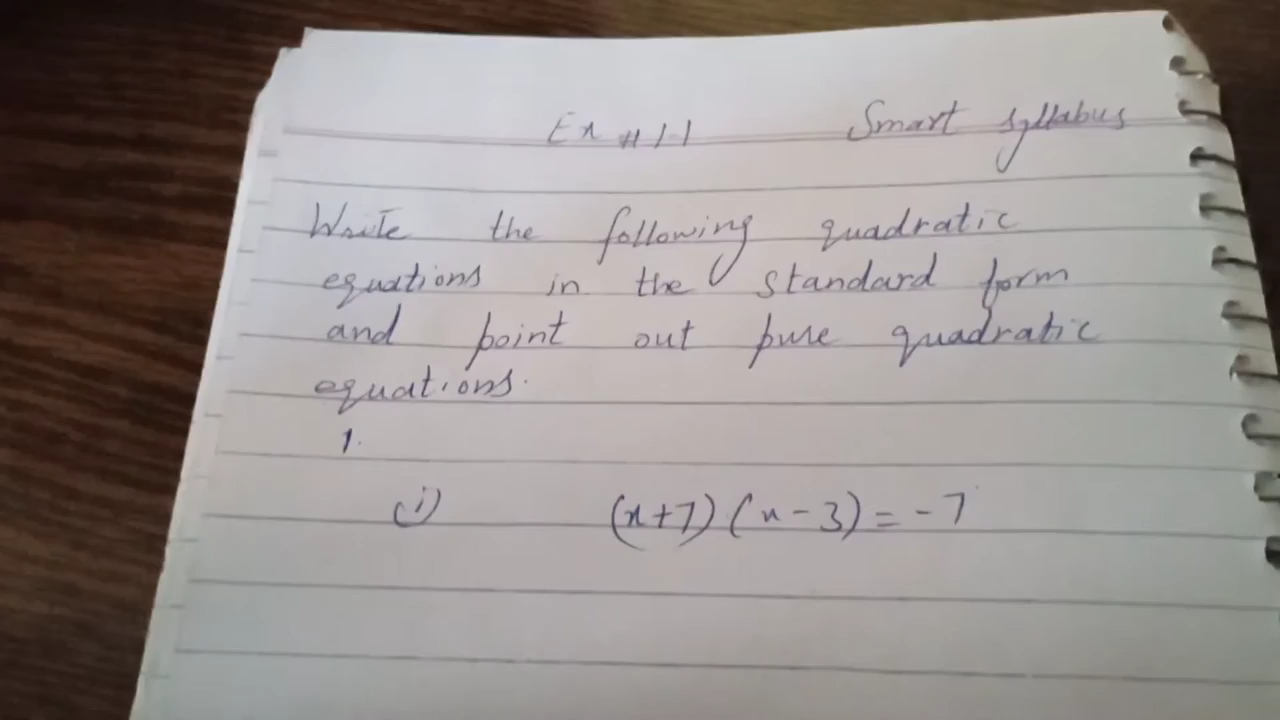 Ex # 1.1 Smart syllabus
Write the following quadratic
equations in the standard form
and point out pure quadratic
equations.
1.
(i) (x+7)(x-3)=-7